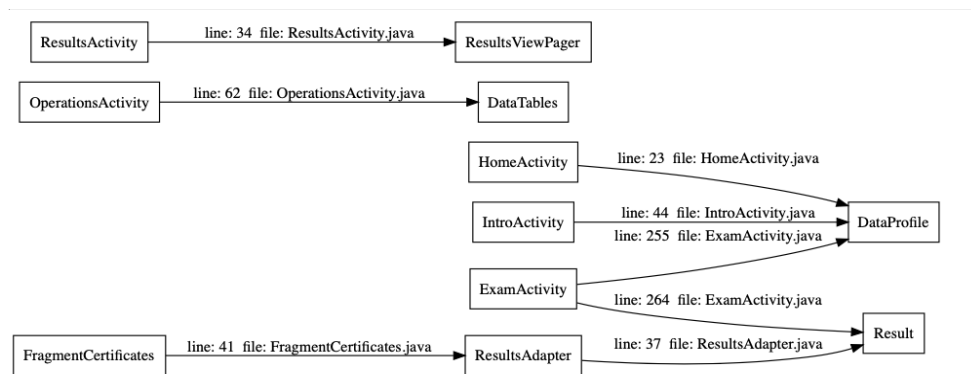 ResultsActivity
line: 34 file: ResultsActivity.java
ResultsViewPager
OperationsActivity
line: 62 file: OperationsActivity.java
DataTables
HomeActivity
line: 23 file: HomeActivity.java
IntroActivity
line: 44 file: IntroActivity.java
DataProfile
line: 255 file: ExamActivity.java
ExamActivity
line: 264 file: ExamActivity.java
Result
FragmentCertificates
line: 41 file: FragmentCertificates.java
ResultsAdapter
line: 37 file: ResultsAdapter.java